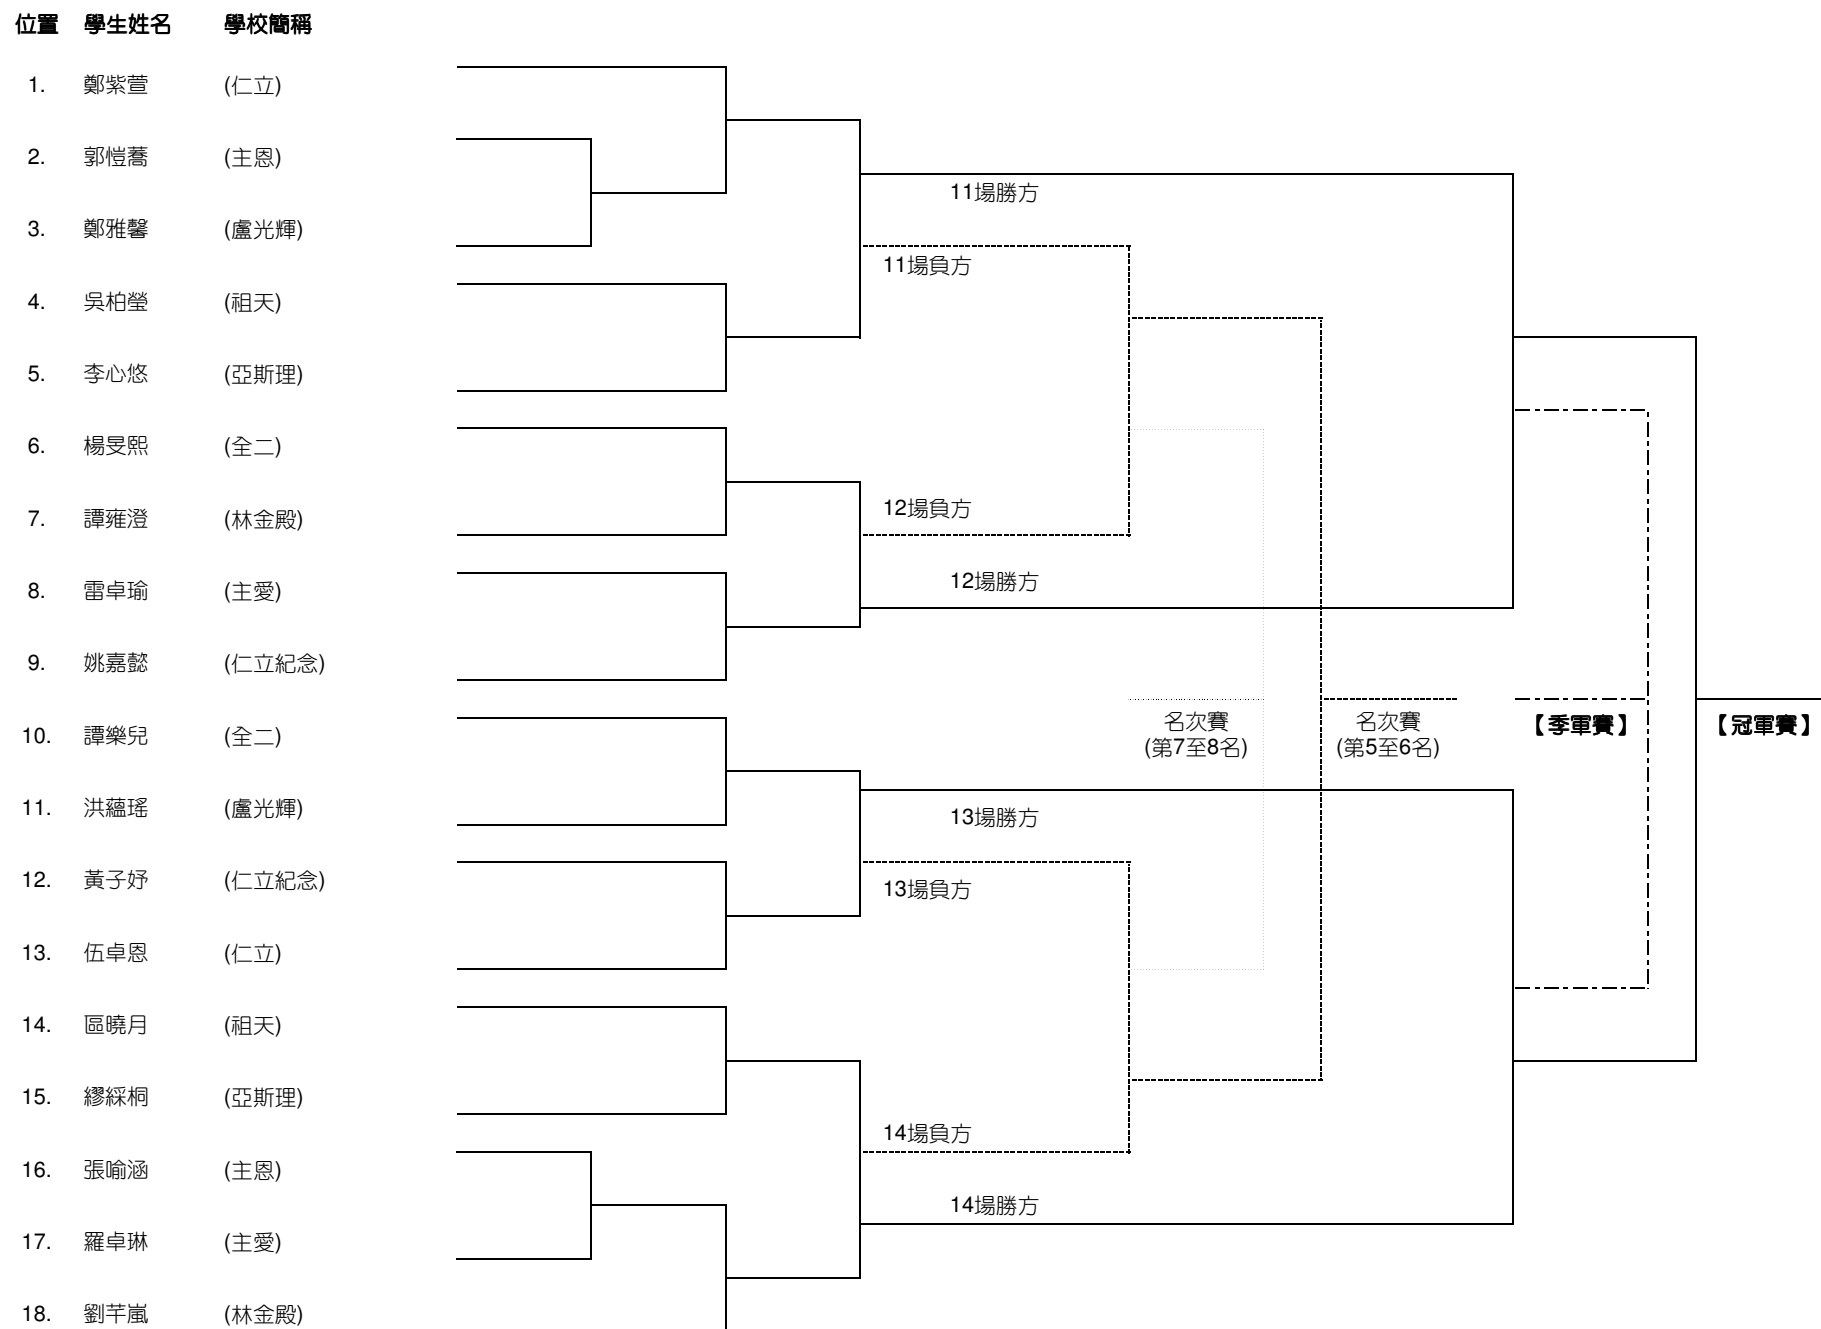 位置 學生姓名 學校簡稱
1. 鄭紫萱 (仁立)
2. 郭愷蕎 (主恩)
11場勝方
3. 鄭雅馨 (盧光輝)
11場負方
4. 吳柏瑩 (祖天)
5. 李心悠 (亞斯理)
6. 楊旻熙 (全二)
12場負方
7. 譚雍澄 (林金殿)
12場勝方
8. 雷卓瑜 (主愛)
9. 姚嘉懿 (仁立紀念)
名次賽 名次賽 【季軍賽】 【冠軍賽】
10. 譚樂兒 (全二)
(第7至8名) (第5至6名)
11. 洪蘊瑤 (盧光輝)
13場勝方
12. 黃子妤 (仁立紀念)
13場負方
13. 伍卓恩 (仁立)
14. 區曉月 (祖天)
15. 繆綵桐 (亞斯理)
14場負方
16. 張喻涵 (主恩)
14場勝方
17. 羅卓琳 (主愛)
18. 劉芊嵐 (林金殿)